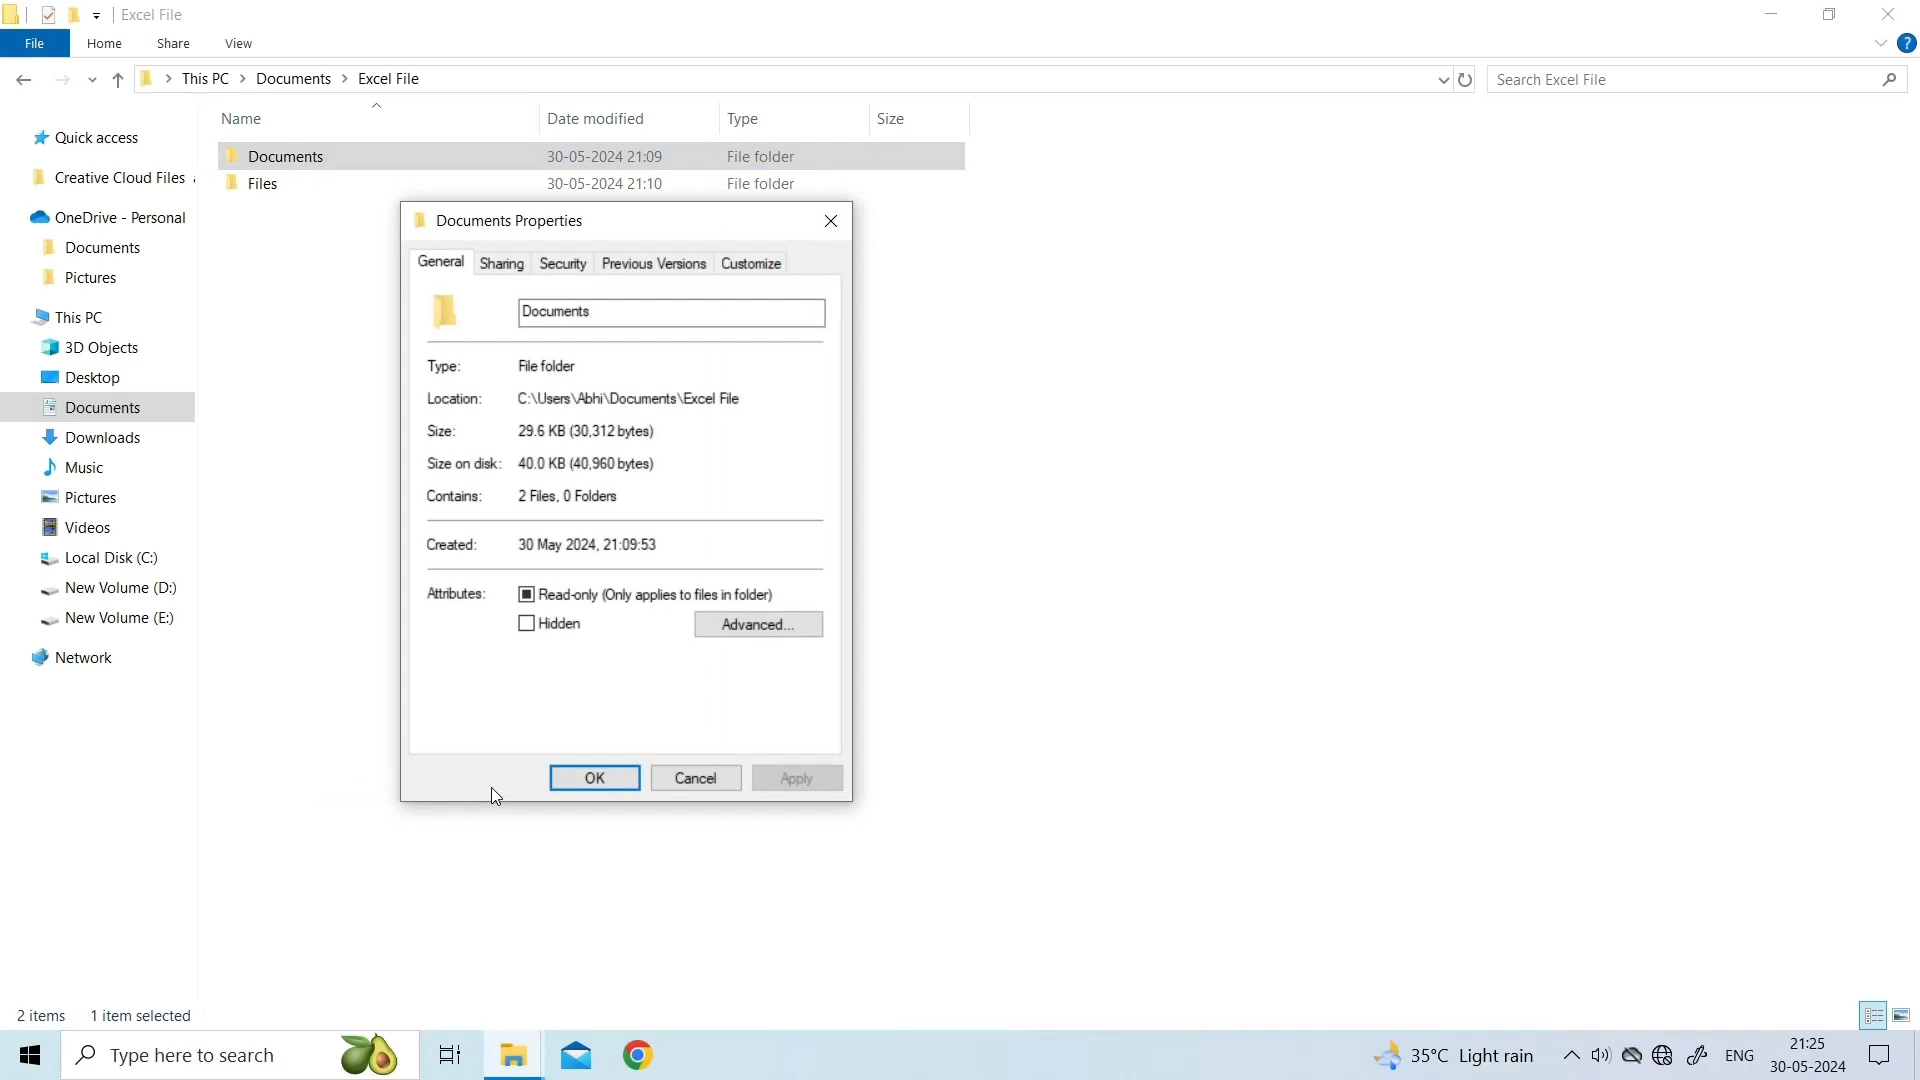 Excel File
File Home Share View
This PC Documents Excel File
Search Excel File
Name Date modified Type Size
Documents 30-05-2024 21:09 File folder
Files 30-05-2024 21:10 File folder
Quick access
Creative Cloud Files
OneDrive - Personal
Documents
Pictures
This PC
3D Objects
Desktop
Documents
Downloads
Music
Pictures
Videos
Local Disk (C:)
New Volume (D:)
New Volume (E:)
Network
Documents Properties
General Sharing Security Previous Versions Customize
Documents
Type: File folder
Location: C:\Users\Abhi\Documents\Excel File
Size: 29.6 KB (30,312 bytes)
Size on disk: 40.0 KB (40,960 bytes)
Contains: 2 Files, 0 Folders
Created: 30 May 2024, 21:09:53
Attributes: Read-only (Only applies to files in folder)
Hidden Advanced...
OK Cancel Apply
2 items 1 item selected
Type here to search
35°C Light rain
ENG
21:25
30-05-2024